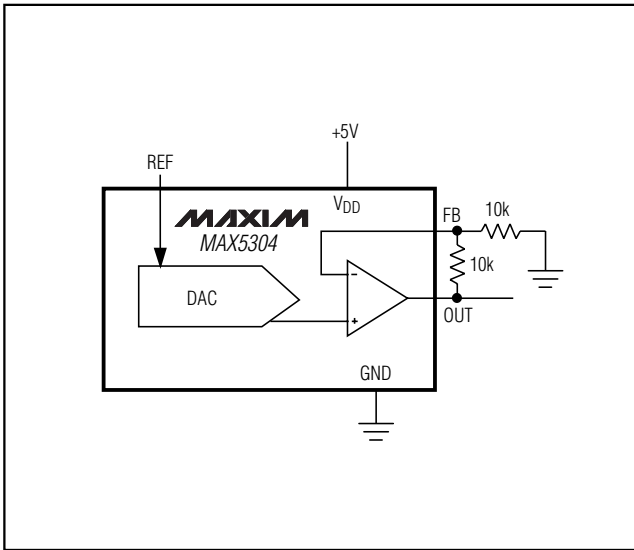 +5V
REF
VDD
FB
10k
MAXIM
MAX5304
10k
DAC
-
+
OUT
GND